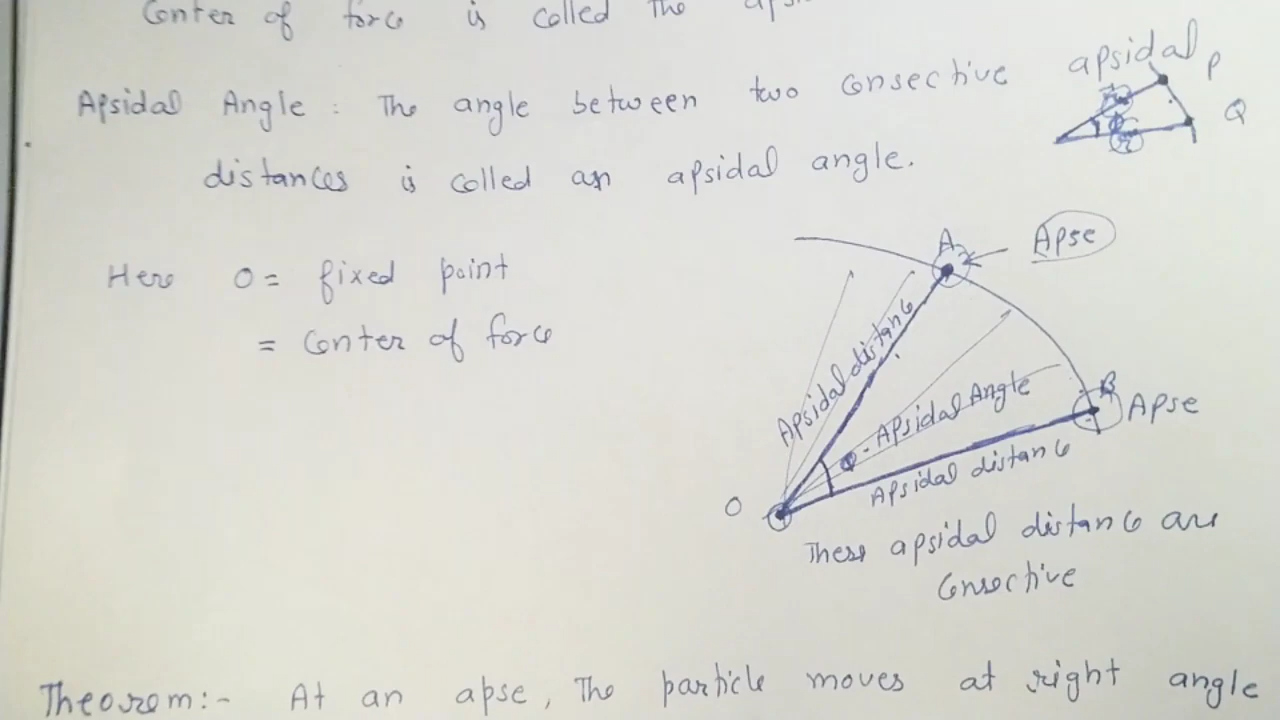 Center of force is called the apsi
Apsidal Angle : The angle between two Consective apsidal
distances is called an apsidal angle.
P
Q
Here O = fixed point
= Center of force
A
Apse
Apsidal distance
Φ - Apsidal Angle
B
Apse
Apsidal distance
O
These apsidal distance are
Consective
Theorem:- At an apse, The particle moves at right angle